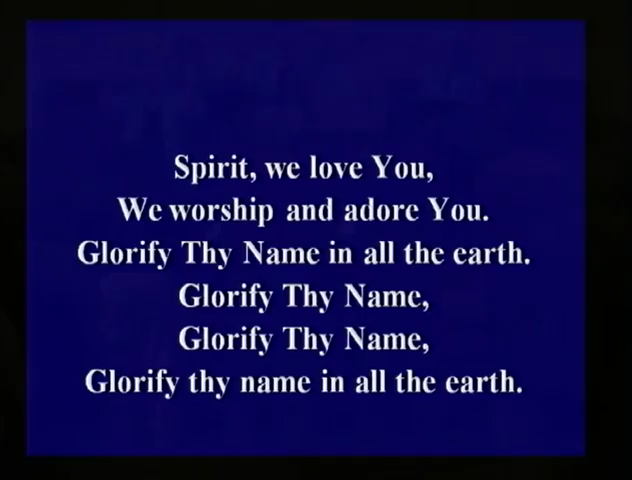 Spirit, we love You,
We worship and adore You.
Glorify Thy Name in all the earth.
Glorify Thy Name,
Glorify Thy Name,
Glorify thy name in all the earth.